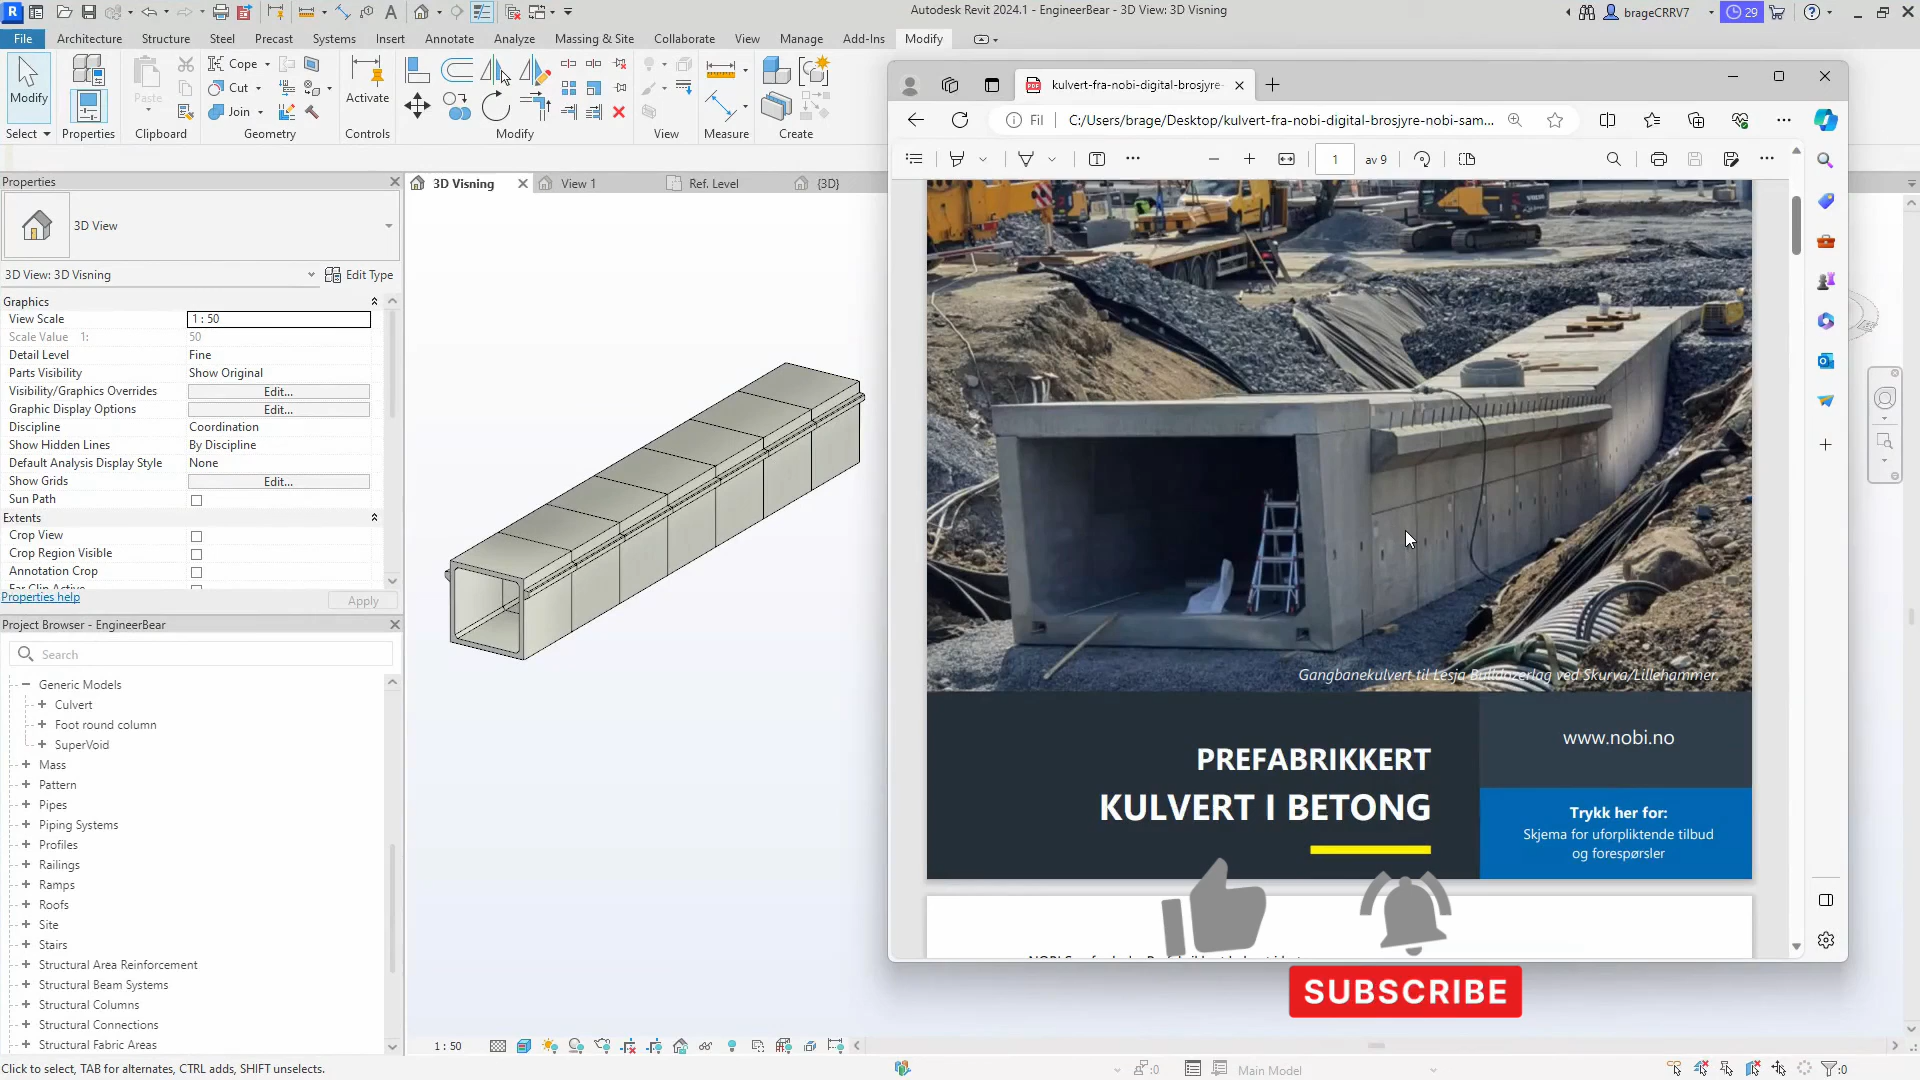 Autodesk Revit 2024.1 - EngineerBear - 3D View: 3D Visning
brageCRRV7
29
File Architecture Structure Steel Precast Systems Insert Annotate Analyze Massing & Site Collaborate View Manage Add-Ins Modify
Modify
Select
Properties
Paste
Clipboard
Cope
Cut
Join
Geometry
Activate
Controls
Modify
View
Measure
Create
Properties
3D View
3D View: 3D Visning
Edit Type
Graphics
View Scale 1 : 50
Scale Value 1: 50
Detail Level Fine
Parts Visibility Show Original
Visibility/Graphics Overrides Edit...
Graphic Display Options Edit...
Discipline Coordination
Show Hidden Lines By Discipline
Default Analysis Display Style None
Show Grids Edit...
Sun Path
Extents
Crop View
Crop Region Visible
Annotation Crop
Far Clip Active
Properties help
Apply
Project Browser - EngineerBear
Search
Generic Models
Culvert
Foot round column
SuperVoid
Mass
Pattern
Pipes
Piping Systems
Profiles
Railings
Ramps
Roofs
Site
Stairs
Structural Area Reinforcement
Structural Beam Systems
Structural Columns
Structural Connections
Structural Fabric Areas
3D Visning
View 1
Ref. Level
{3D}
kulvert-fra-nobi-digital-brosjyre-
Fil
C:/Users/brage/Desktop/kulvert-fra-nobi-digital-brosjyre-nobi-sam...
1 av 9
VOLVO
Gangbanekulvert til Lesja Bulldozerlag ved Skurva/Lillehammer.
PREFABRIKKERT
KULVERT I BETONG
www.nobi.no
Trykk her for:
Skjema for uforpliktende tilbud
og forespørsler
SUBSCRIBE
1 : 50
Click to select, TAB for alternates, CTRL adds, SHIFT unselects.
:0
Main Model
:0